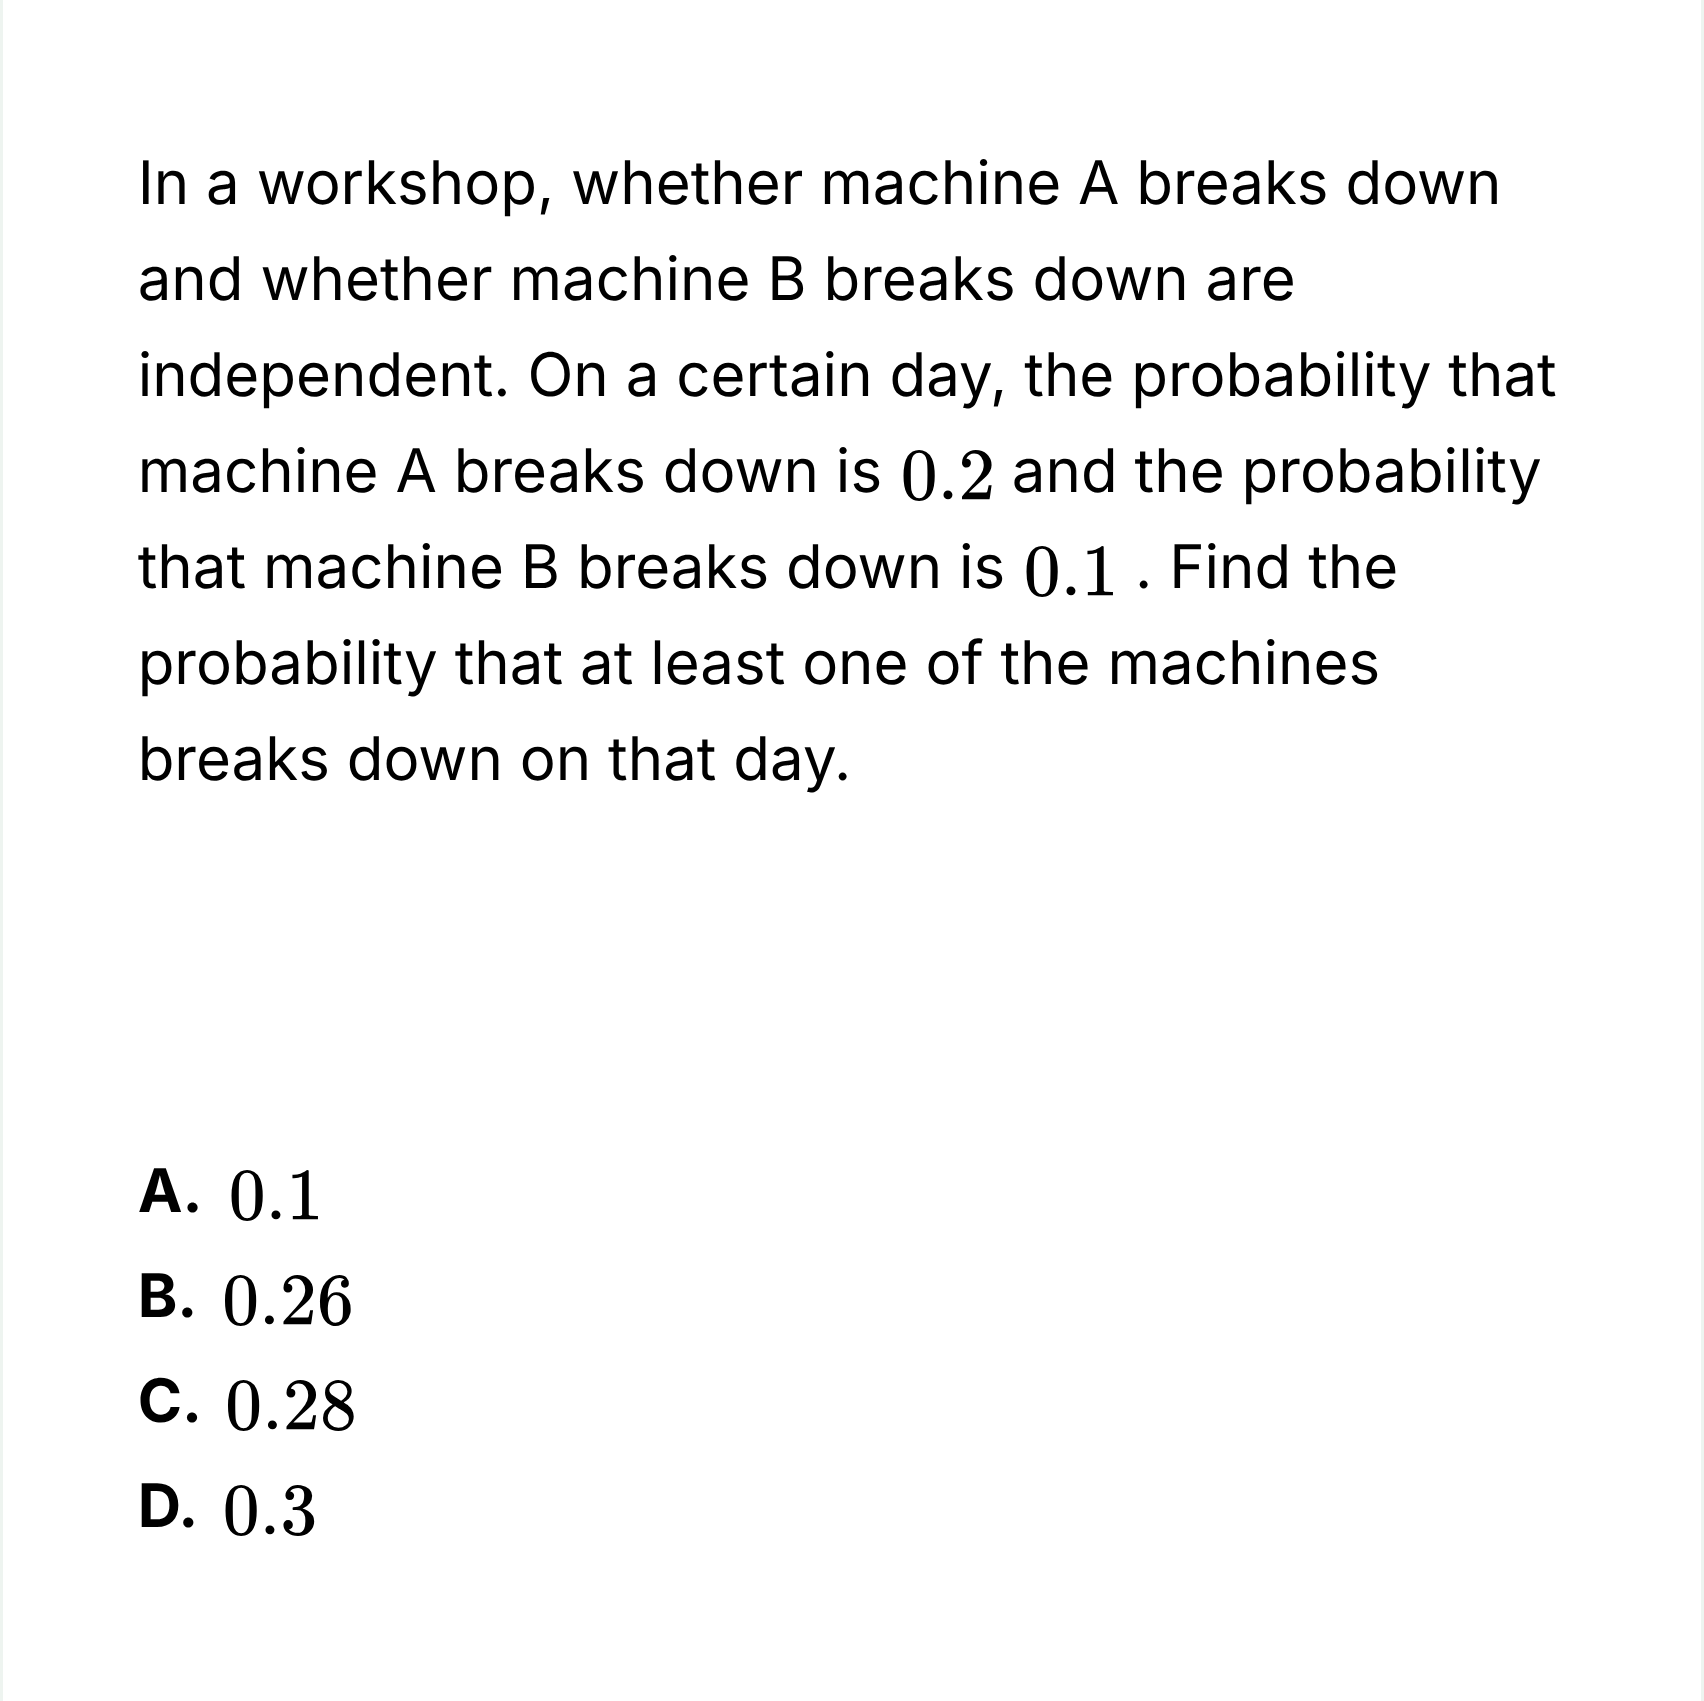 In a workshop, whether machine A breaks down
and whether machine B breaks down are
independent. On a certain day, the probability that
machine A breaks down is 0.2 and the probability
that machine B breaks down is 0.1 . Find the
probability that at least one of the machines
breaks down on that day.
A. 0.1
B. 0.26
C. 0.28
D. 0.3